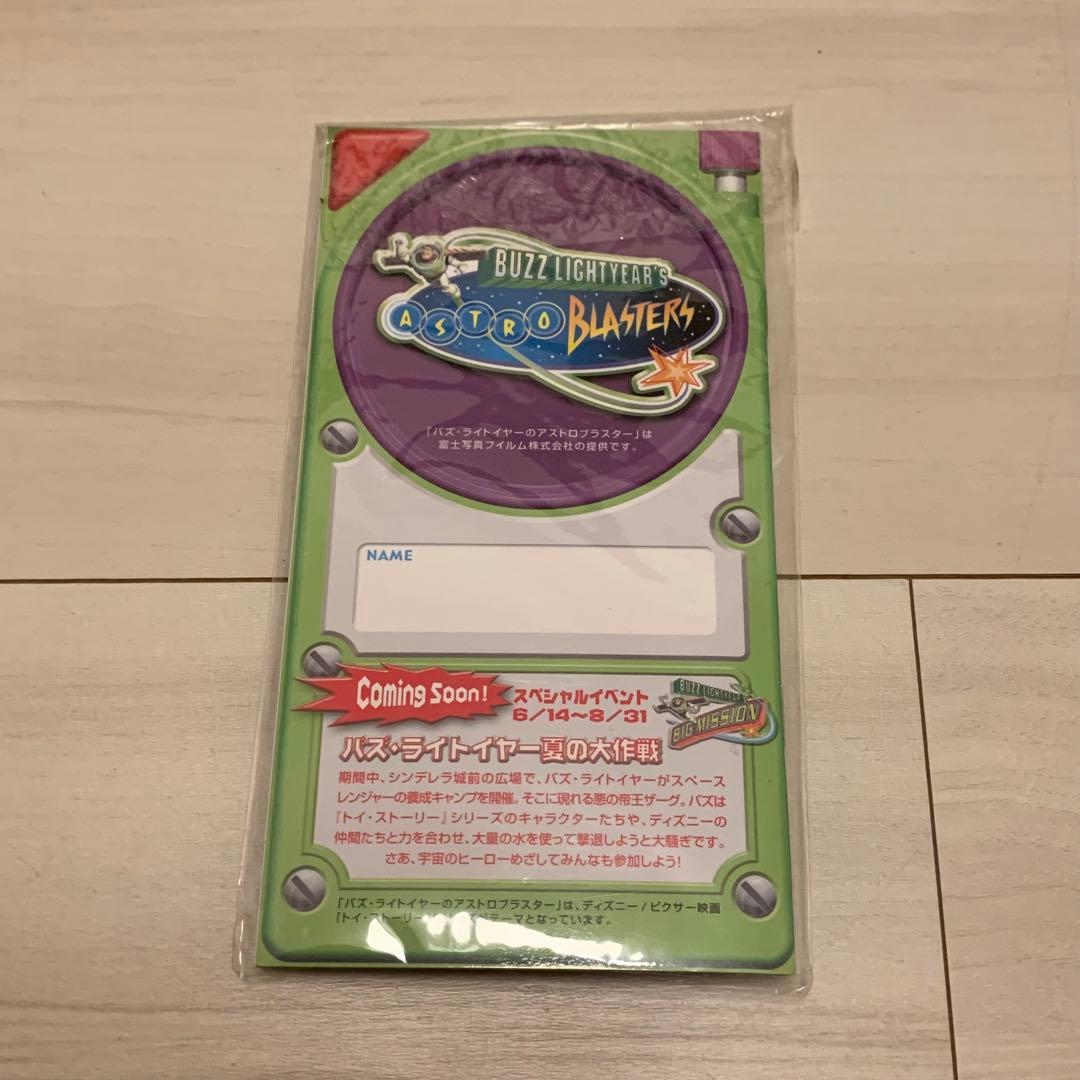 BUZZ LIGHTYEAR'S
ASTRO BLASTERS
「バズ・ライトイヤーのアストロブラスター」は
富士写真フイルム株式会社の提供です。
NAME
Coming Soon!
スペシャルイベント
6/14～8/31
BUZZ LIGHTYEAR'S
BIG MISSION
バズ・ライトイヤー夏の大作戦
期間中、シンデレラ城前の広場で、バズ・ライトイヤーがスペース
レンジャーの養成キャンプを開催。そこに現れる悪の帝王ザーグ。バズは
『トイ・ストーリー』シリーズのキャラクターたちや、ディズニーの
仲間たちと力を合わせ、大量の水を使って撃退しようと大騒ぎです。
さあ、宇宙のヒーローめざしてみんなも参加しよう!
「バズ・ライトイヤーのアストロブラスター」は、ディズニー/ピクサー映画
『トイ・ストーリー テーマとなっています。